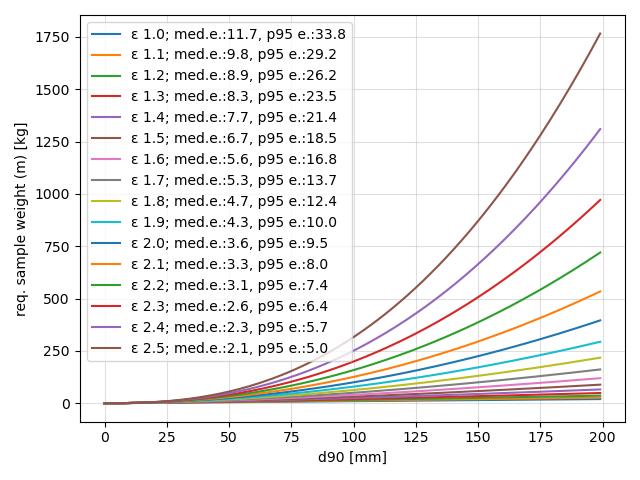 ε 1.0; med.e.:11.7, p95 e.:33.8
ε 1.1; med.e.:9.8, p95 e.:29.2
ε 1.2; med.e.:8.9, p95 e.:26.2
ε 1.3; med.e.:8.3, p95 e.:23.5
ε 1.4; med.e.:7.7, p95 e.:21.4
ε 1.5; med.e.:6.7, p95 e.:18.5
ε 1.6; med.e.:5.6, p95 e.:16.8
ε 1.7; med.e.:5.3, p95 e.:13.7
ε 1.8; med.e.:4.7, p95 e.:12.4
ε 1.9; med.e.:4.3, p95 e.:10.0
ε 2.0; med.e.:3.6, p95 e.:9.5
ε 2.1; med.e.:3.3, p95 e.:8.0
ε 2.2; med.e.:3.1, p95 e.:7.4
ε 2.3; med.e.:2.6, p95 e.:6.4
ε 2.4; med.e.:2.3, p95 e.:5.7
ε 2.5; med.e.:2.1, p95 e.:5.0
req. sample weight (m) [kg]
1750
1500
1250
1000
750
500
250
0
0 25 50 75 100 125 150 175 200
d90 [mm]